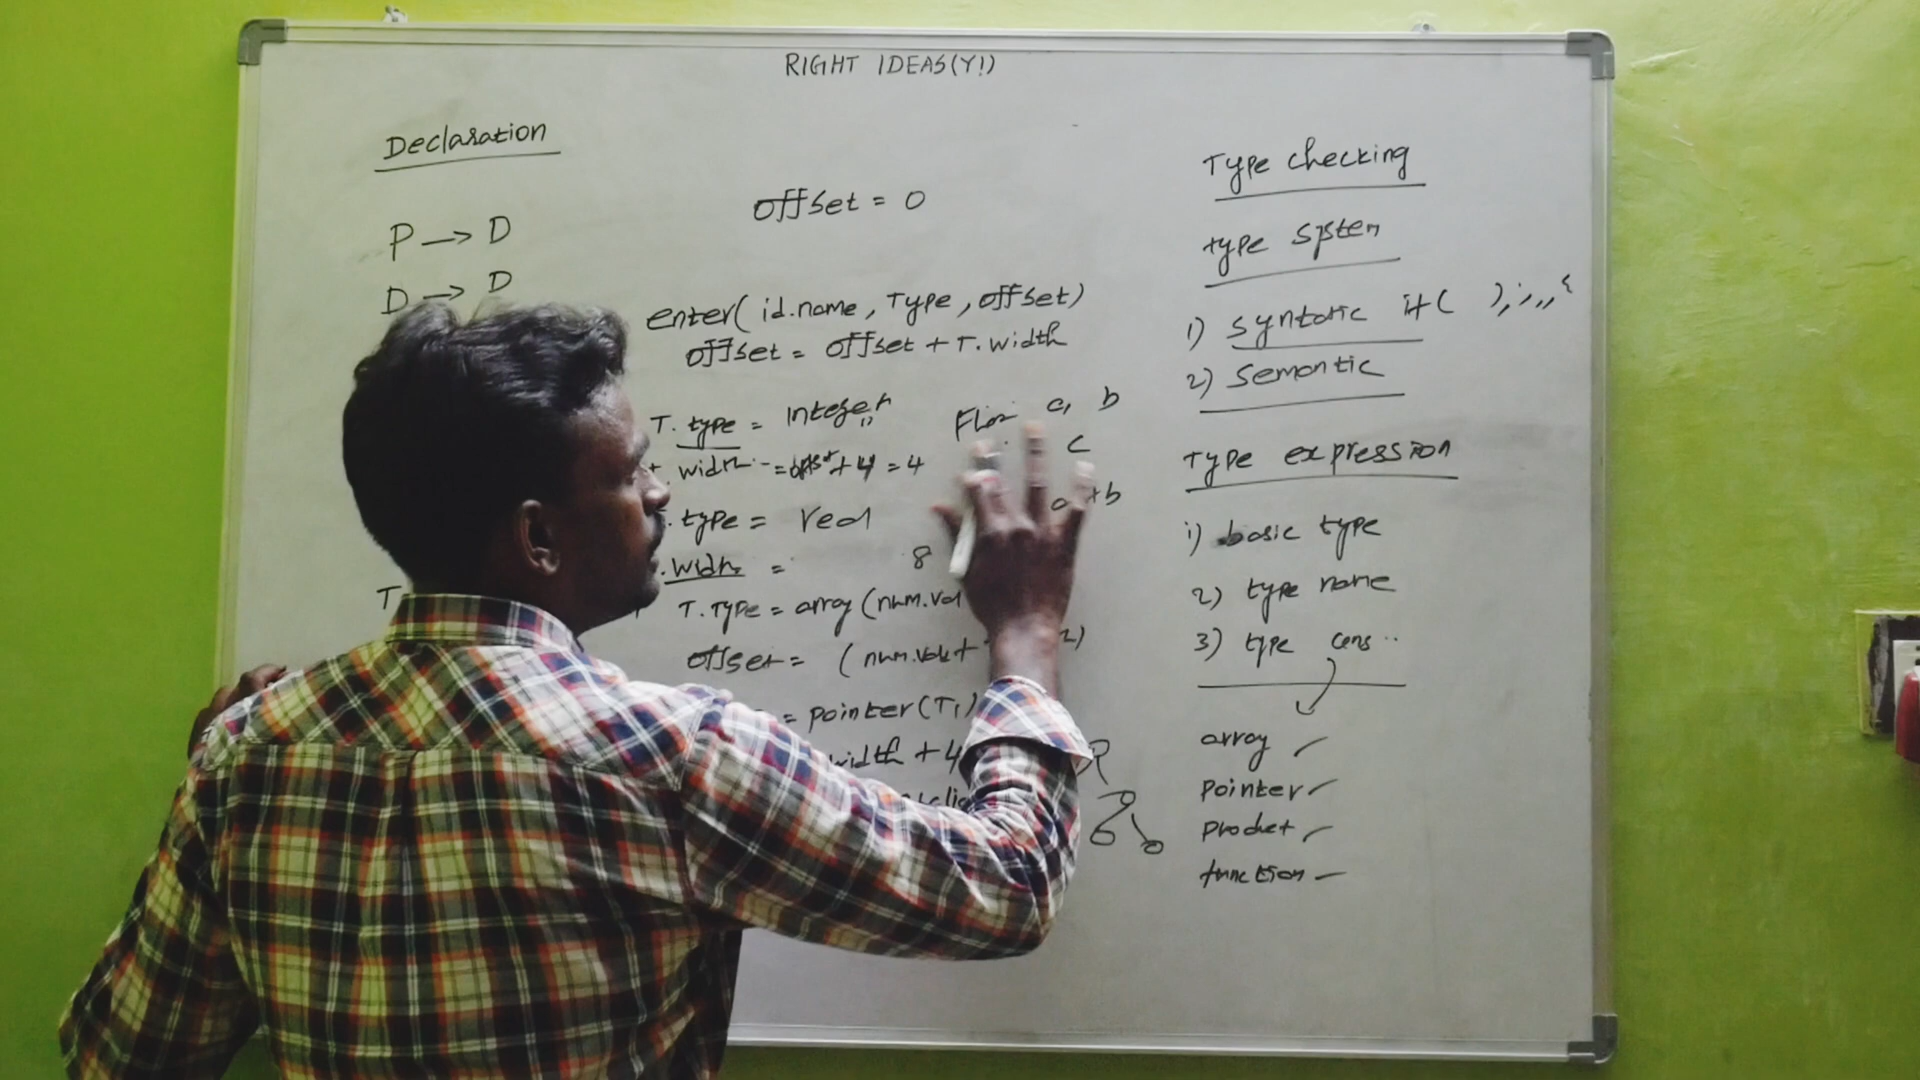 RIGHT IDEAS(Y!)
Declaration
P → D
D → D
T
offset = 0
enter( id.name, Type, offset)
offset = offset + T.width
T. type = Integer
width = + 4 = 4
.type = real
.width = 8
T. Type = array (num.val
offset = (num.val
= pointer(T1)
width + 4
a, b
c
a + b
Type checking
type system
1) syntatic if( ),;,,,{
2) Semantic
Type expression
1) basic type
2) type name
3) type cons..
array
pointer
product
function